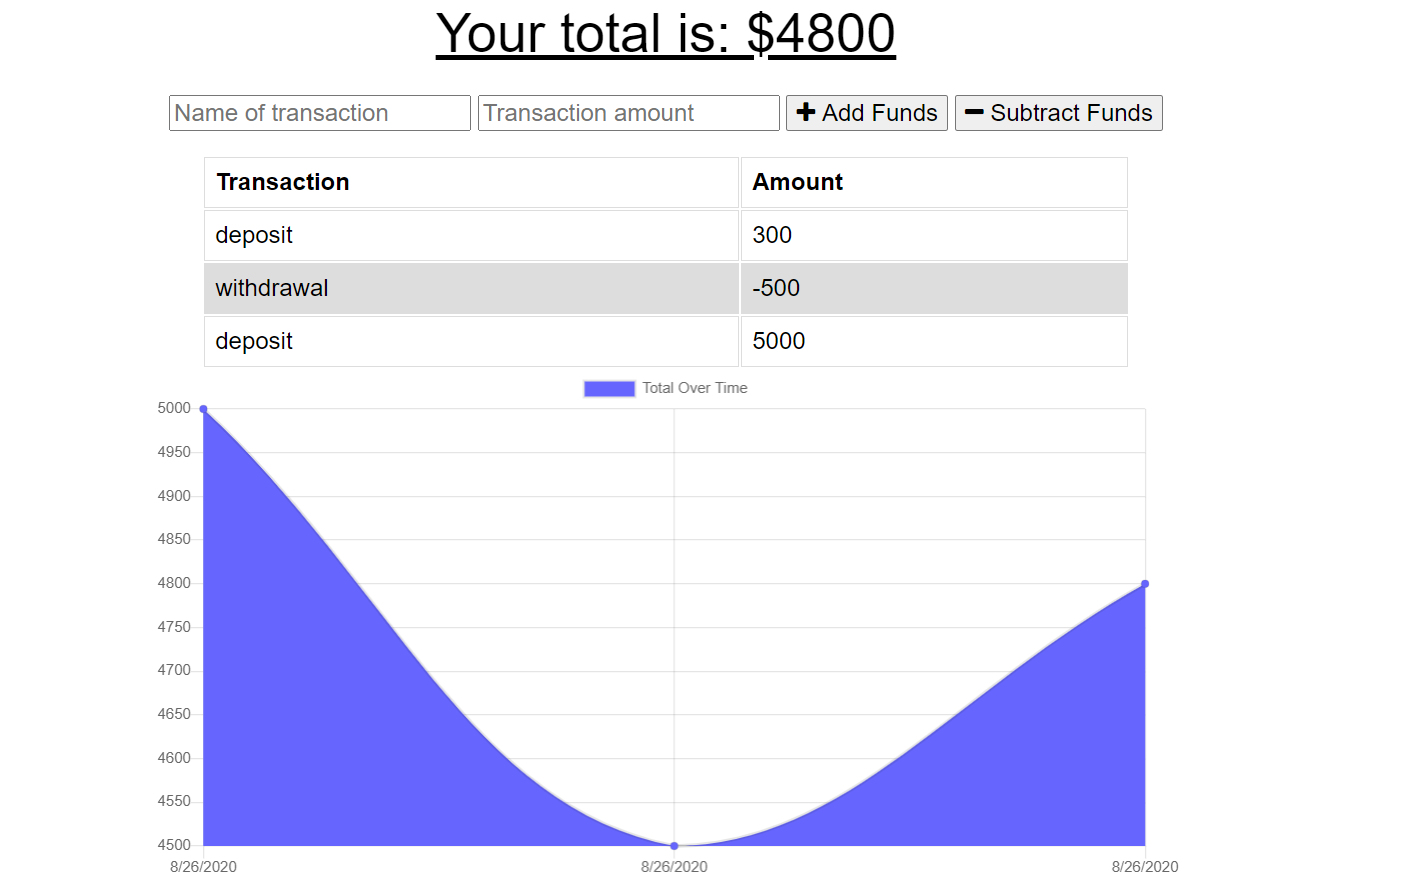 Your total is: $4800
Name of transaction Transaction amount Add Funds Subtract Funds
Transaction Amount
deposit 300
withdrawal -500
deposit 5000
Total Over Time
5000
4950
4900
4850
4800
4750
4700
4650
4600
4550
4500
8/26/2020 8/26/2020 8/26/2020